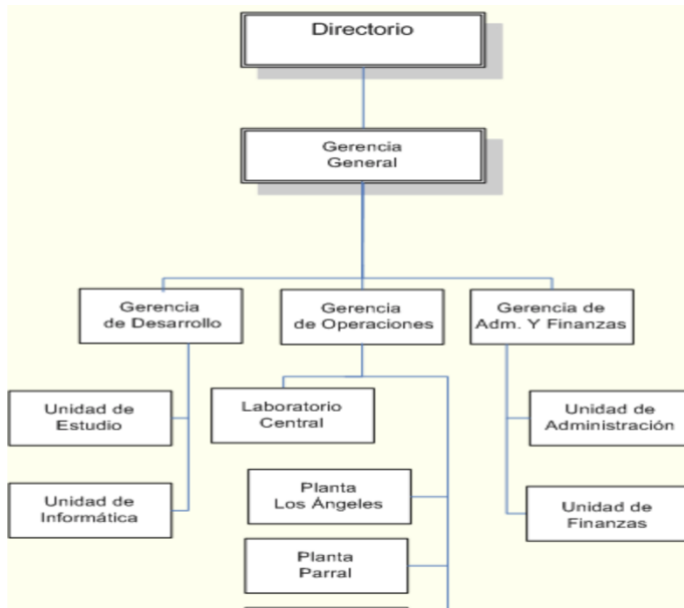 Directorio
Gerencia
General
Gerencia
de Desarrollo
Gerencia
de Operaciones
Gerencia de
Adm. Y Finanzas
Unidad de
Estudio
Laboratorio
Central
Unidad de
Administración
Unidad de
Informática
Planta
Los Ángeles
Unidad de
Finanzas
Planta
Parral